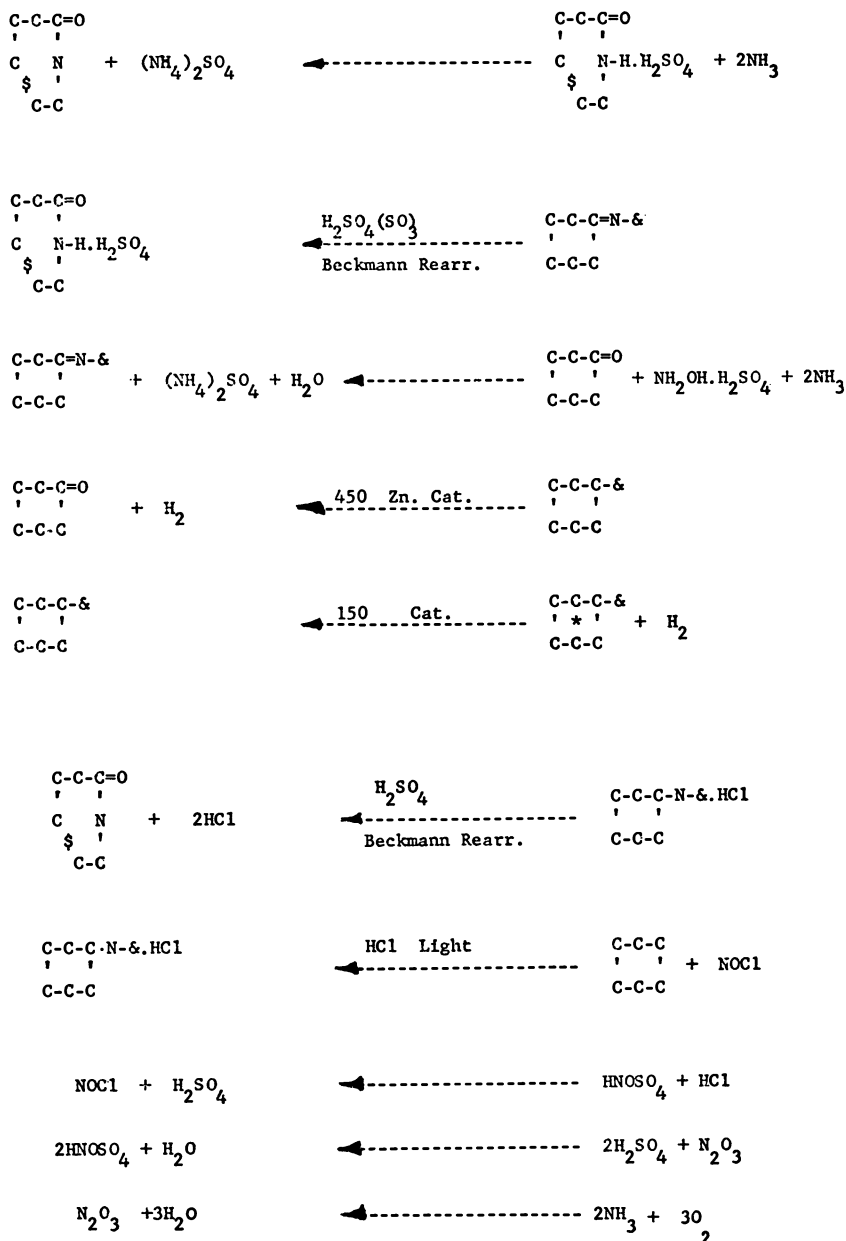 C-C-C=O C-C-C=O
' ' ' '
C N + (NH4)2SO4 C N-H.H2SO4 + 2NH3
$ ' $ '
C-C C-C
C-C-C=O
' ' H2SO4(SO)3 C-C-C=N-&
C N-H.H2SO4 ' '
$ ' Beckmann Rearr. C-C-C
C-C
C-C-C=N-& C-C-C=O
' ' + (NH4)2SO4 + H2O ' ' + NH2OH.H2SO4 + 2NH3
C-C-C C-C-C
C-C-C=O 450 Zn. Cat. C-C-C-&
' ' + H2 ' '
C-C-C C-C-C
C-C-C-& 150 Cat. C-C-C-&
' ' ' * ' + H2
C-C-C C-C-C
C-C-C=O
' ' H2SO4 C-C-C-N-&.HCl
C N + 2HCl ' '
$ ' Beckmann Rearr. C-C-C
C-C
C-C-C-N-&.HCl HCl Light C-C-C
' ' ' ' + NOCl
C-C-C C-C-C
NOCl + H2SO4 HNOSO4 + HCl
2HNOSO4 + H2O 2H2SO4 + N2O3
N2O3 +3H2O 2NH3 + 3O2